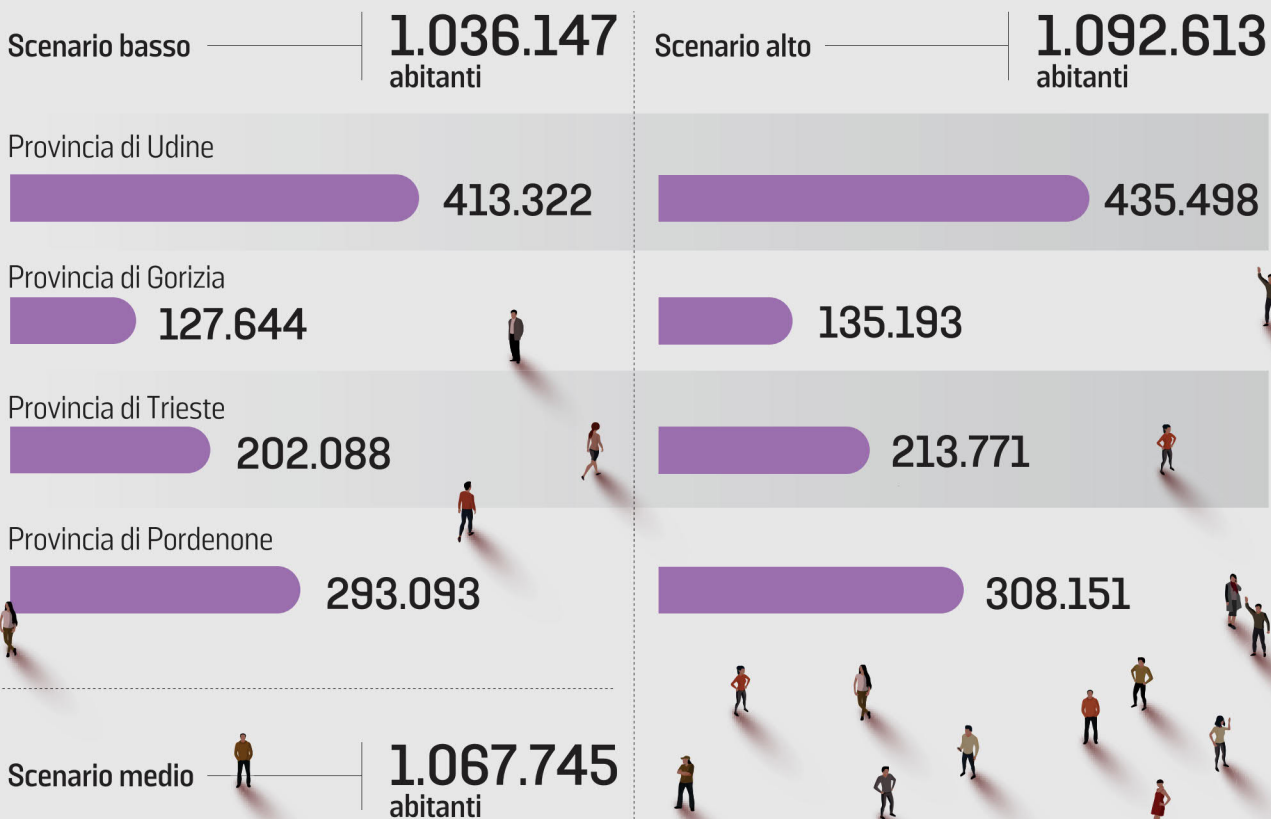 Scenario basso
1.036.147
abitanti
Provincia di Udine
413.322
Provincia di Gorizia
127.644
Provincia di Trieste
202.088
Provincia di Pordenone
293.093
Scenario medio
1.067.745
abitanti
Scenario alto
1.092.613
abitanti
435.498
135.193
213.771
308.151